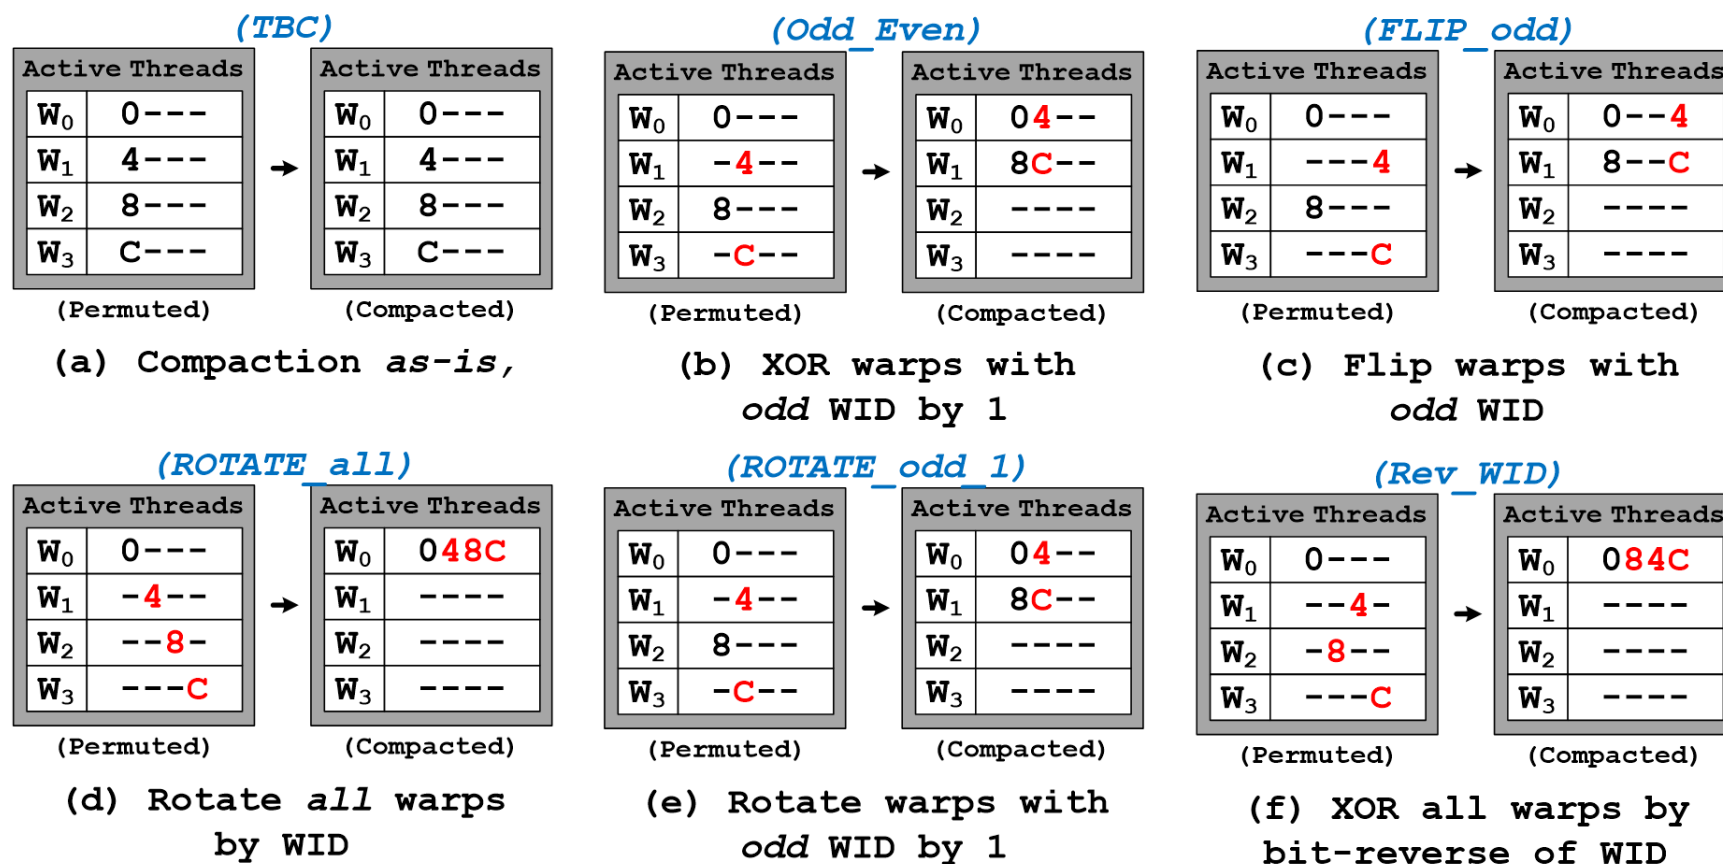 (TBC)
Active Threads
W0 0---
W1 4---
W2 8---
W3 C---
(Permuted)
Active Threads
W0 0---
W1 4---
W2 8---
W3 C---
(Compacted)
(a) Compaction as-is,
(Odd_Even)
Active Threads
W0 0---
W1 -4--
W2 8---
W3 -C--
(Permuted)
Active Threads
W0 04--
W1 8C--
W2 ----
W3 ----
(Compacted)
(b) XOR warps with
odd WID by 1
(FLIP_odd)
Active Threads
W0 0---
W1 ---4
W2 8---
W3 ---C
(Permuted)
Active Threads
W0 0--4
W1 8--C
W2 ----
W3 ----
(Compacted)
(c) Flip warps with
odd WID
(ROTATE_all)
Active Threads
W0 0---
W1 -4--
W2 --8-
W3 ---C
(Permuted)
Active Threads
W0 048C
W1 ----
W2 ----
W3 ----
(Compacted)
(d) Rotate all warps
by WID
(ROTATE_odd_1)
Active Threads
W0 0---
W1 -4--
W2 8---
W3 -C--
(Permuted)
Active Threads
W0 04--
W1 8C--
W2 ----
W3 ----
(Compacted)
(e) Rotate warps with
odd WID by 1
(Rev_WID)
Active Threads
W0 0---
W1 --4-
W2 -8--
W3 ---C
(Permuted)
Active Threads
W0 084C
W1 ----
W2 ----
W3 ----
(Compacted)
(f) XOR all warps by
bit-reverse of WID